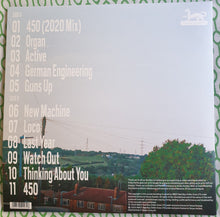 01 450 (2020 Mix)
02 Organ
03 Active
04 German Engineering
05 Guns Up
06 New Machine
07 Loco
08 Last Year
09 Watch Out
10 Thinking About You
11 450